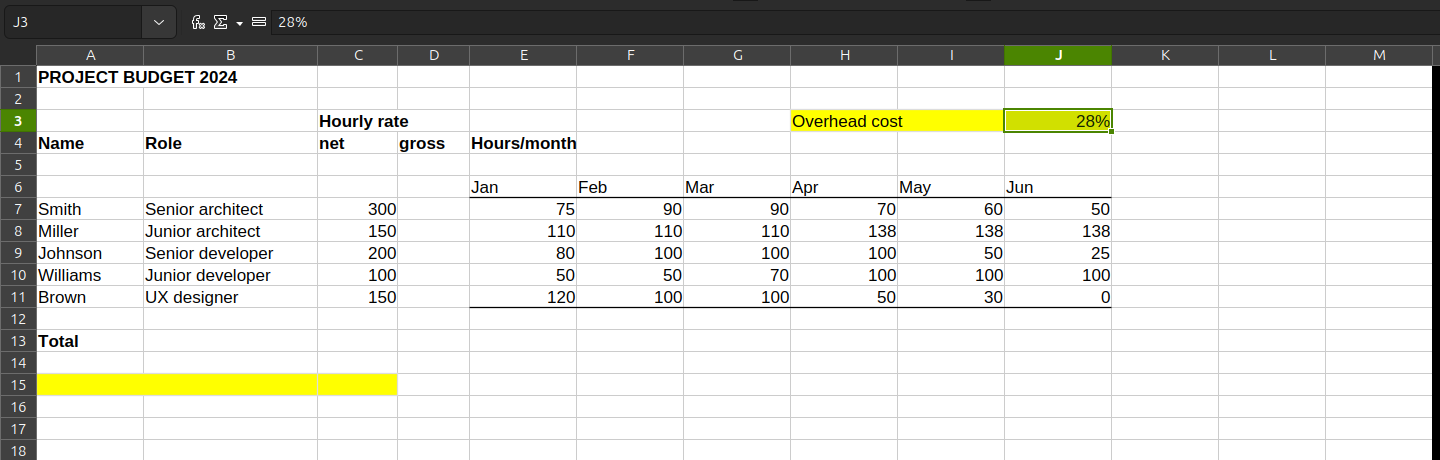 J3 28%
A B C D E F G H I J K L M
1 PROJECT BUDGET 2024
2
3 Hourly rate Overhead cost 28%
4 Name Role net gross Hours/month
5
6 Jan Feb Mar Apr May Jun
7 Smith Senior architect 300 75 90 90 70 60 50
8 Miller Junior architect 150 110 110 110 138 138 138
9 Johnson Senior developer 200 80 100 100 100 50 25
10 Williams Junior developer 100 50 50 70 100 100 100
11 Brown UX designer 150 120 100 100 50 30 0
12
13 Total
14
15
16
17
18